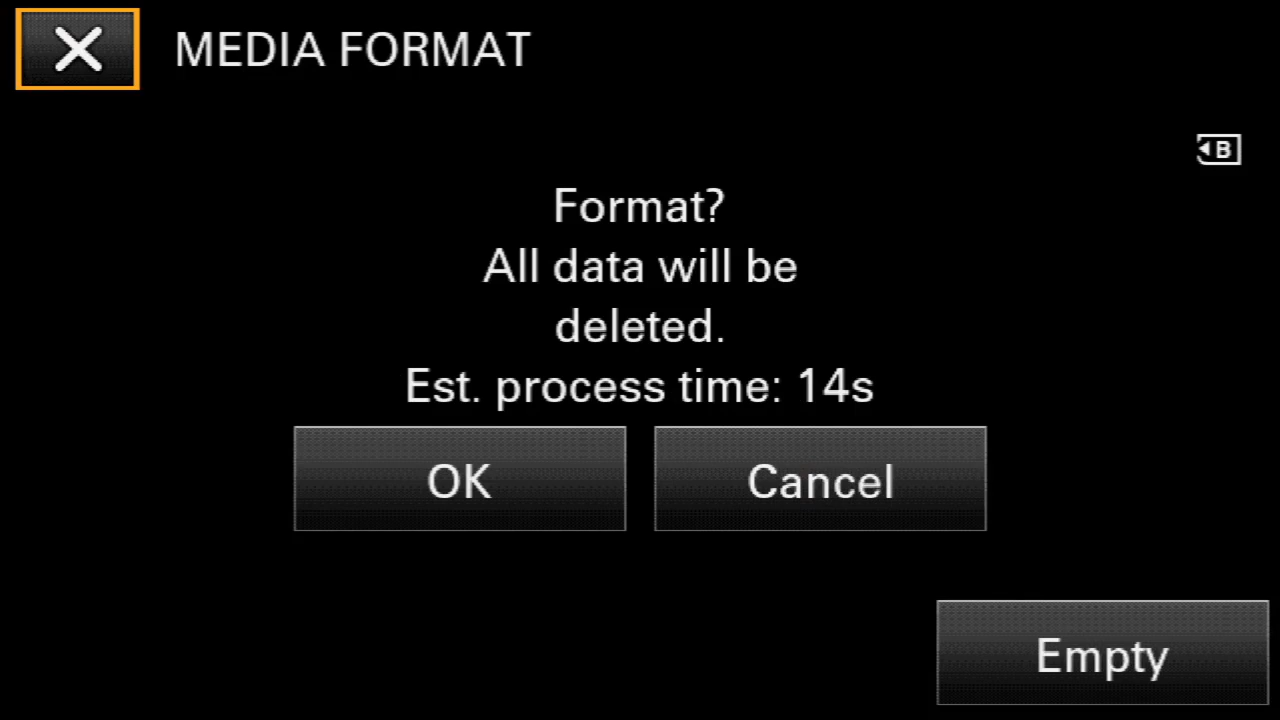 MEDIA FORMAT
B
Format?
All data will be
deleted.
Est. process time: 14s
OK
Cancel
Empty